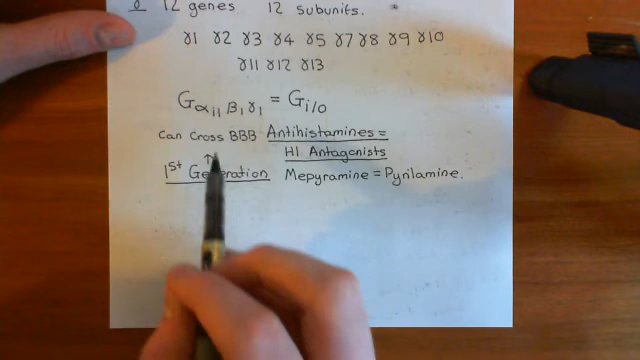 γ 12 genes 12 subunits.
γ1 γ2 γ3 γ4 γ5 γ7 γ8 γ9 γ10
γ11 γ12 γ13
Gα11 β1 γ1 = Gi/o
can cross BBB Antihistamines =
H1 Antagonists
1st Generation Mepyramine = Pyrilamine.